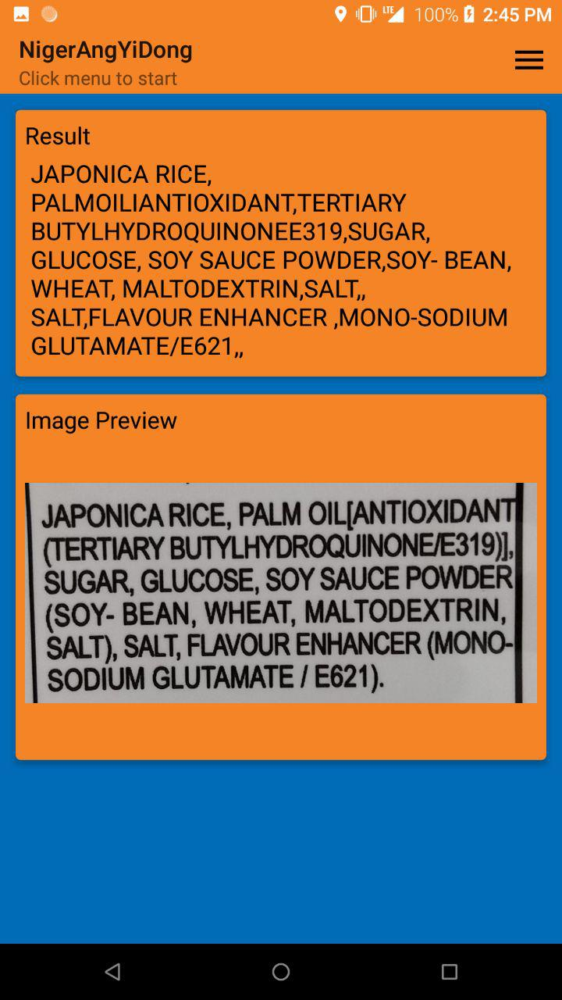 LTE 100% 2:45 PM
NigerAngYiDong
Click menu to start
Result
JAPONICA RICE,
PALMOILIANTIOXIDANT,TERTIARY
BUTYLHYDROQUINONEE319,SUGAR,
GLUCOSE, SOY SAUCE POWDER,SOY- BEAN,
WHEAT, MALTODEXTRIN,SALT,,
SALT,FLAVOUR ENHANCER ,MONO-SODIUM
GLUTAMATE/E621,,
Image Preview
JAPONICA RICE, PALM OIL[ANTIOXIDANT
(TERTIARY BUTYLHYDROQUINONE/E319)],
SUGAR, GLUCOSE, SOY SAUCE POWDER
(SOY- BEAN, WHEAT, MALTODEXTRIN,
SALT), SALT, FLAVOUR ENHANCER (MONO-
SODIUM GLUTAMATE / E621).